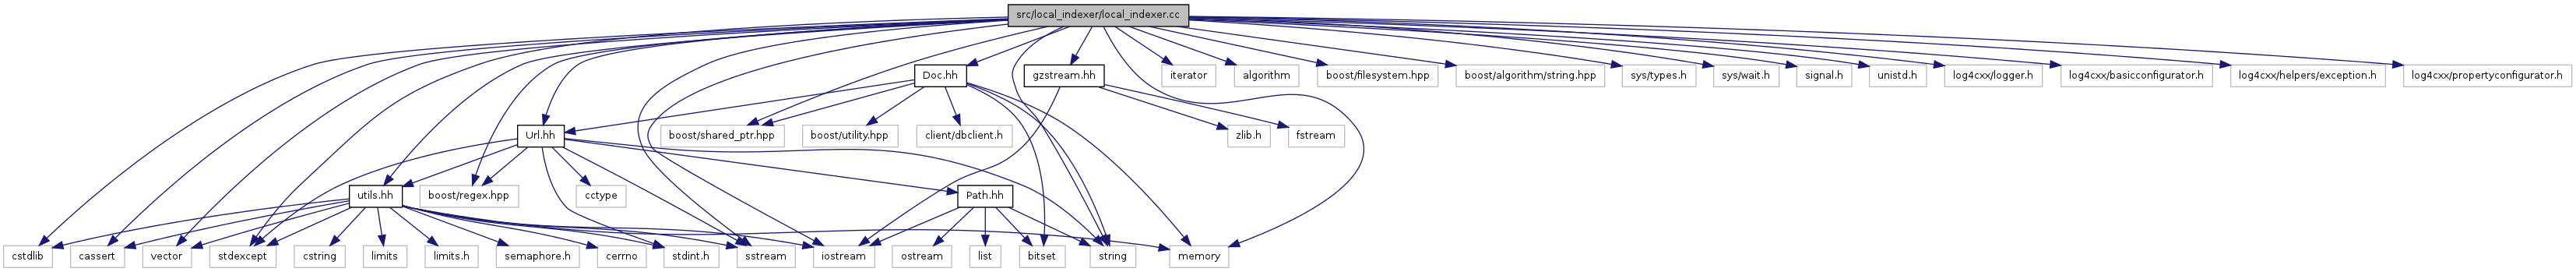 src/local_indexer/local_indexer.cc
Doc.hh
gzstream.hh
iterator
algorithm
boost/filesystem.hpp
boost/algorithm/string.hpp
sys/types.h
sys/wait.h
signal.h
unistd.h
log4cxx/logger.h
log4cxx/basicconfigurator.h
log4cxx/helpers/exception.h
log4cxx/propertyconfigurator.h
Url.hh
boost/shared_ptr.hpp
boost/utility.hpp
client/dbclient.h
zlib.h
fstream
utils.hh
boost/regex.hpp
cctype
Path.hh
cstdlib
cassert
vector
stdexcept
cstring
limits
limits.h
semaphore.h
cerrno
stdint.h
sstream
iostream
ostream
list
bitset
string
memory